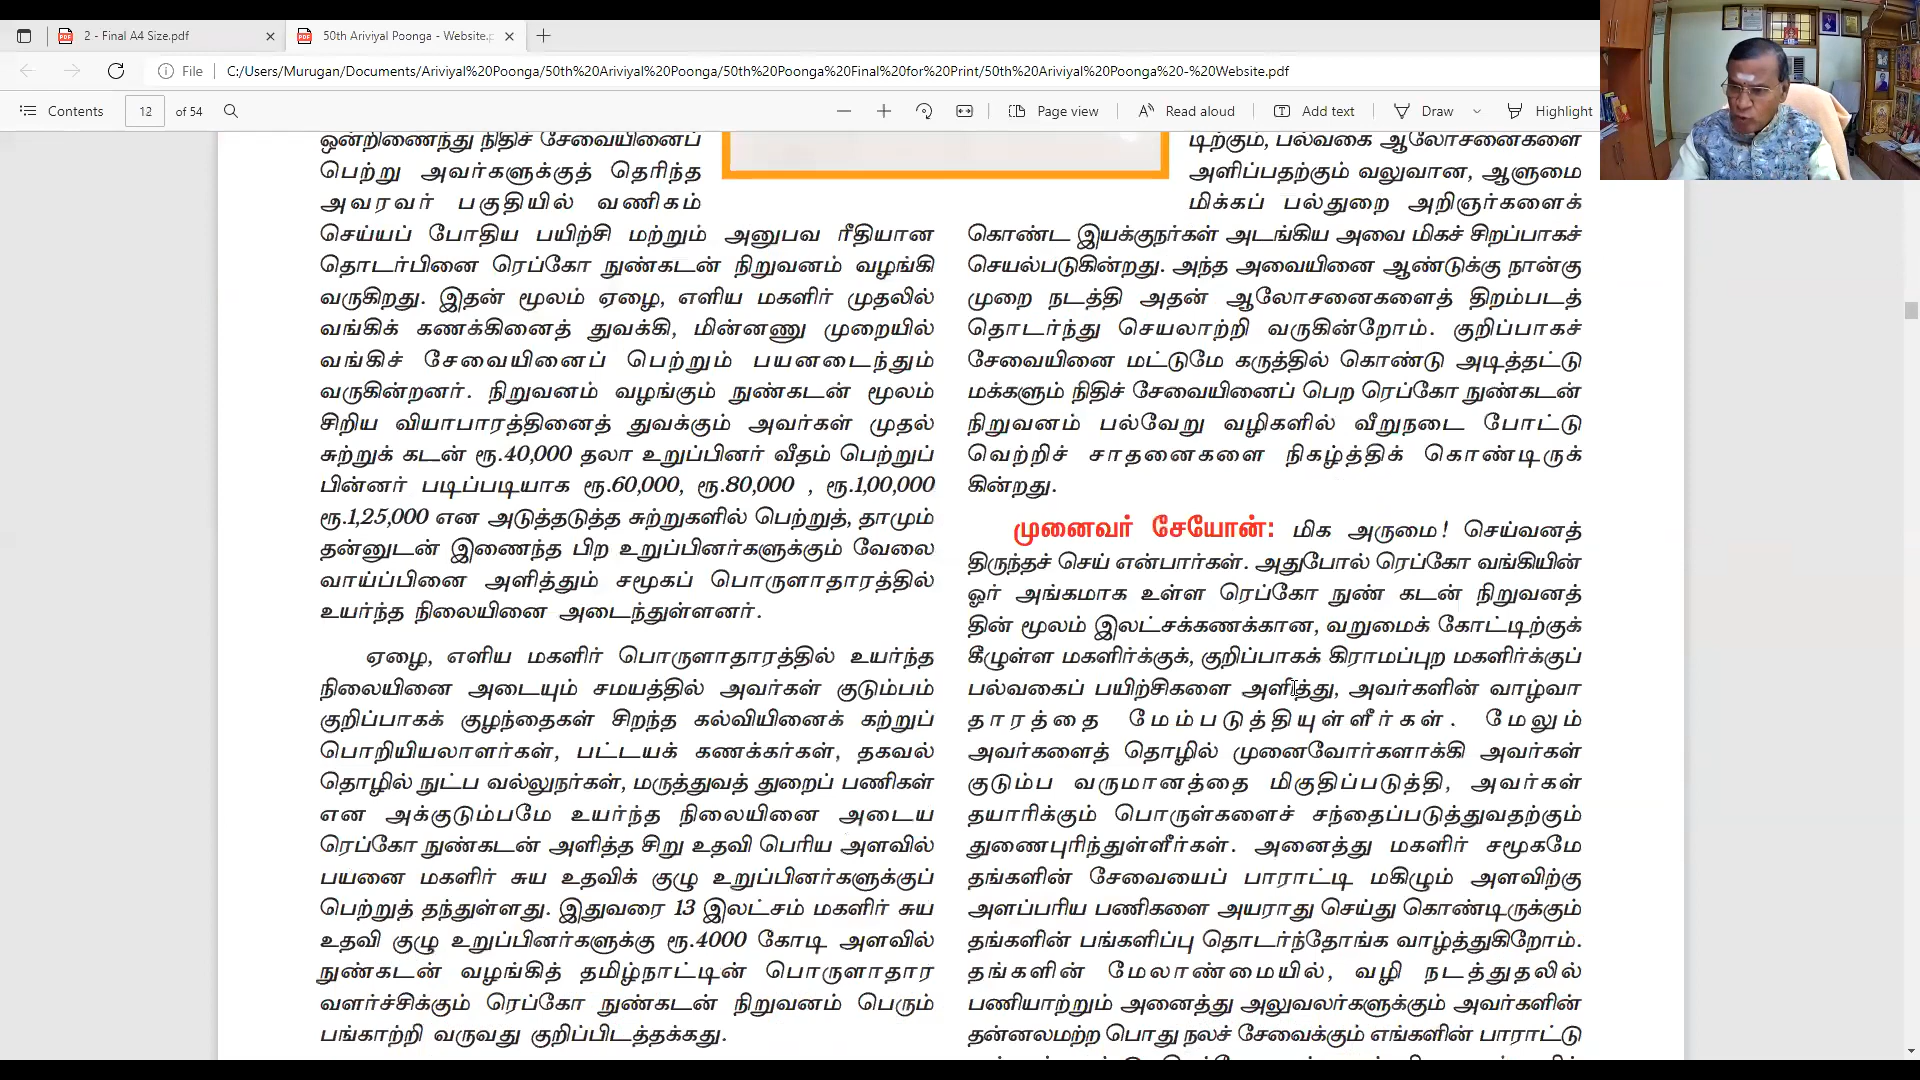 2 - Final A4 Size.pdf
50th Ariviyal Poonga - Website.p
File
C:/Users/Murugan/Documents/Ariviyal%20Poonga/50th%20Ariviyal%20Poonga/50th%20Poonga%20Final%20for%20Print/50th%20Ariviyal%20Poonga%20-%20Website.pdf
Contents 12 of 54 Page view Read aloud Add text Draw Highlight
ஒன்றிணைந்து நிதிச் சேவையினைப்
பெற்று அவர்களுக்குத் தெரிந்த
அவரவர் பகுதியில் வணிகம்
செய்யப் போதிய பயிற்சி மற்றும் அனுபவ ரீதியான
தொடர்பினை ரெப்கோ நுண்கடன் நிறுவனம் வழங்கி
வருகிறது. இதன் மூலம் ஏழை, எளிய மகளிர் முதலில்
வங்கிக் கணக்கினைத் துவக்கி, மின்னணு முறையில்
வங்கிச் சேவையினைப் பெற்றும் பயனடைந்தும்
வருகின்றனர். நிறுவனம் வழங்கும் நுண்கடன் மூலம்
சிறிய வியாபாரத்தினைத் துவக்கும் அவர்கள் முதல்
சுற்றுக் கடன் ரூ.40,000 தலா உறுப்பினர் வீதம் பெற்றுப்
பின்னர் படிப்படியாக ரூ.60,000, ரூ.80,000 , ரூ.1,00,000
ரூ.1,25,000 என அடுத்தடுத்த சுற்றுகளில் பெற்றுத், தாமும்
தன்னுடன் இணைந்த பிற உறுப்பினர்களுக்கும் வேலை
வாய்ப்பினை அளித்தும் சமூகப் பொருளாதாரத்தில்
உயர்ந்த நிலையினை அடைந்துள்ளனர்.
ஏழை, எளிய மகளிர் பொருளாதாரத்தில் உயர்ந்த
நிலையினை அடையும் சமயத்தில் அவர்கள் குடும்பம்
குறிப்பாகக் குழந்தைகள் சிறந்த கல்வியினைக் கற்றுப்
பொறியியலாளர்கள், பட்டயக் கணக்கர்கள், தகவல்
தொழில் நுட்ப வல்லுநர்கள், மருத்துவத் துறைப் பணிகள்
என அக்குடும்பமே உயர்ந்த நிலையினை அடைய
ரெப்கோ நுண்கடன் அளித்த சிறு உதவி பெரிய அளவில்
பயனை மகளிர் சுய உதவிக் குழு உறுப்பினர்களுக்குப்
பெற்றுத் தந்துள்ளது. இதுவரை 13 இலட்சம் மகளிர் சுய
உதவி குழு உறுப்பினர்களுக்கு ரூ.4000 கோடி அளவில்
நுண்கடன் வழங்கித் தமிழ்நாட்டின் பொருளாதார
வளர்ச்சிக்கும் ரெப்கோ நுண்கடன் நிறுவனம் பெரும்
பங்காற்றி வருவது குறிப்பிடத்தக்கது.
டிற்கும், பல்வகை ஆலோசனைகளை
அளிப்பதற்கும் வலுவான, ஆளுமை
மிக்கப் பல்துறை அறிஞர்களைக்
கொண்ட இயக்குநர்கள் அடங்கிய அவை மிகச் சிறப்பாகச்
செயல்படுகின்றது. அந்த அவையினை ஆண்டுக்கு நான்கு
முறை நடத்தி அதன் ஆலோசனைகளைத் திறம்படத்
தொடர்ந்து செயலாற்றி வருகின்றோம். குறிப்பாகச்
சேவையினை மட்டுமே கருத்தில் கொண்டு அடித்தட்டு
மக்களும் நிதிச் சேவையினைப் பெற ரெப்கோ நுண்கடன்
நிறுவனம் பல்வேறு வழிகளில் வீறுநடை போட்டு
வெற்றிச் சாதனைகளை நிகழ்த்திக் கொண்டிருக்
கின்றது.
முனைவர் சேயோன்: மிக அருமை! செய்வனத்
திருந்தச் செய் என்பார்கள். அதுபோல் ரெப்கோ வங்கியின்
ஓர் அங்கமாக உள்ள ரெப்கோ நுண் கடன் நிறுவனத்
தின் மூலம் இலட்சக்கணக்கான, வறுமைக் கோட்டிற்குக்
கீழுள்ள மகளிர்க்குக், குறிப்பாகக் கிராமப்புற மகளிர்க்குப்
பல்வகைப் பயிற்சிகளை அளித்து, அவர்களின் வாழ்வா
தாரத்தை மேம்படுத்தியுள்ளீர்கள். மேலும்
அவர்களைத் தொழில் முனைவோர்களாக்கி அவர்கள்
குடும்ப வருமானத்தை மிகுதிப்படுத்தி, அவர்கள்
தயாரிக்கும் பொருள்களைச் சந்தைப்படுத்துவதற்கும்
துணைபுரிந்துள்ளீர்கள். அனைத்து மகளிர் சமூகமே
தங்களின் சேவையைப் பாராட்டி மகிழும் அளவிற்கு
அளப்பரிய பணிகளை அயராது செய்து கொண்டிருக்கும்
தங்களின் பங்களிப்பு தொடர்ந்தோங்க வாழ்த்துகிறோம்.
தங்களின் மேலாண்மையில், வழி நடத்துதலில்
பணியாற்றும் அனைத்து அலுவலர்களுக்கும் அவர்களின்
தன்னலமற்ற பொது நலச் சேவைக்கும் எங்களின் பாராட்டு